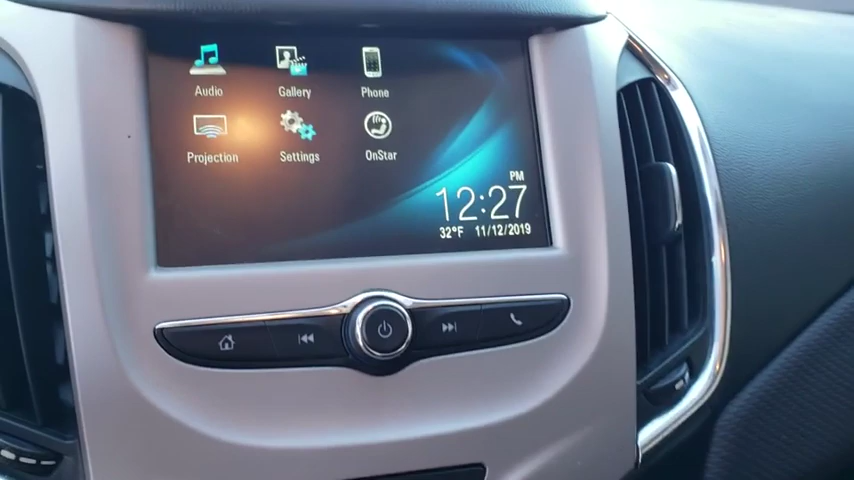 Audio Gallery Phone
Projection Settings OnStar
PM
12:27
32°F 11/12/2019